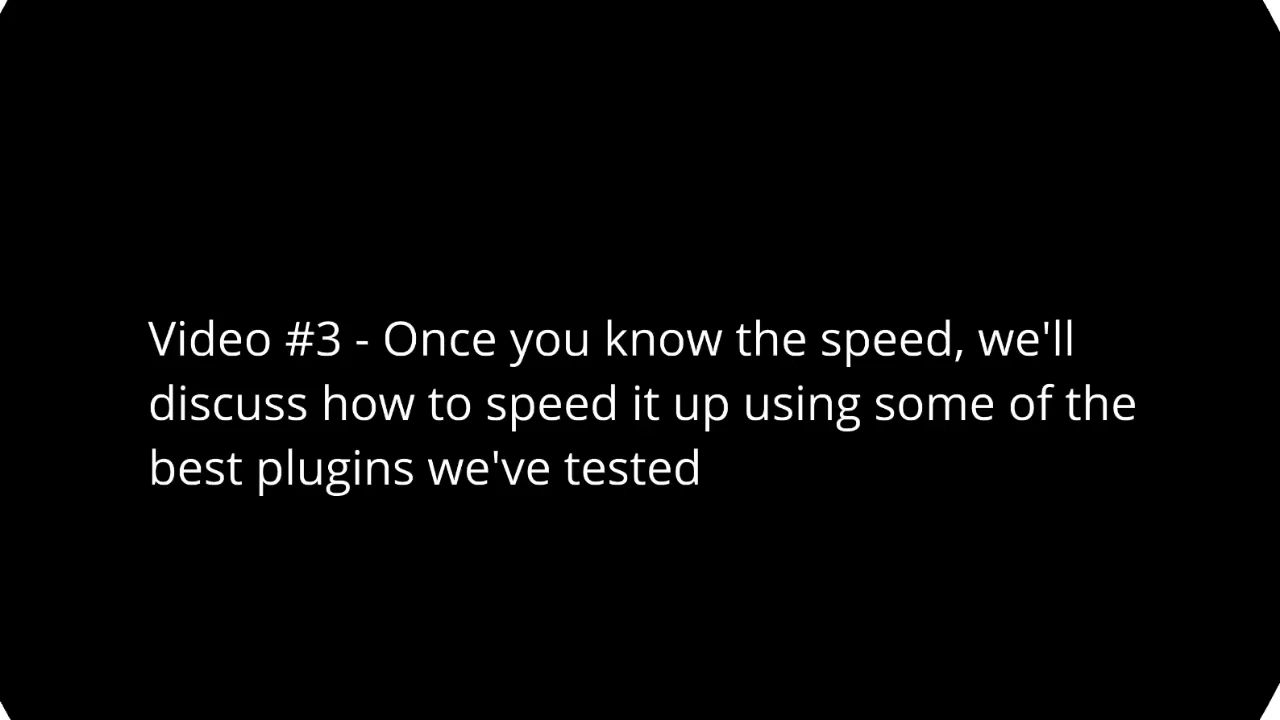 Video #3 - Once you know the speed, we'll
discuss how to speed it up using some of the
best plugins we've tested